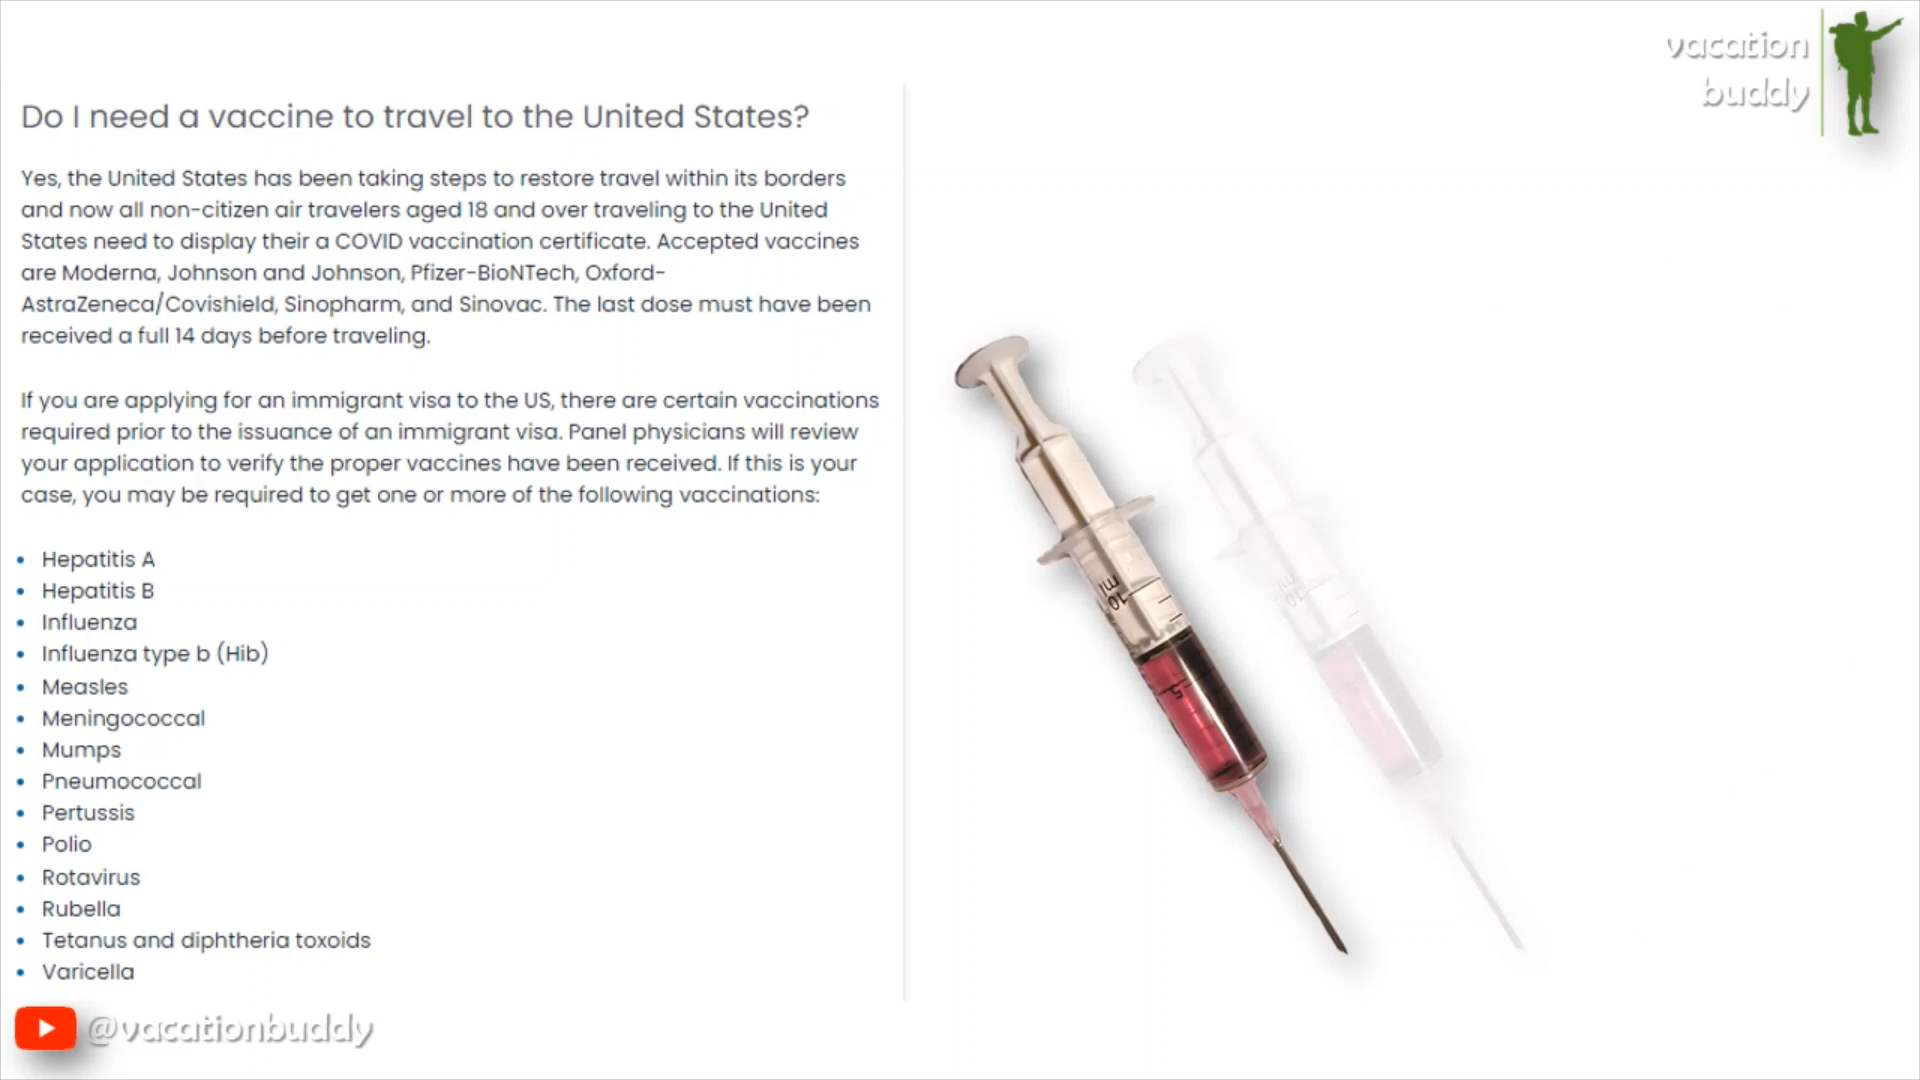 vacation
buddy
Do I need a vaccine to travel to the United States?
Yes, the United States has been taking steps to restore travel within its borders
and now all non-citizen air travelers aged 18 and over traveling to the United
States need to display their a COVID vaccination certificate. Accepted vaccines
are Moderna, Johnson and Johnson, Pfizer-BioNTech, Oxford-
AstraZeneca/Covishield, Sinopharm, and Sinovac. The last dose must have been
received a full 14 days before traveling.
If you are applying for an immigrant visa to the US, there are certain vaccinations
required prior to the issuance of an immigrant visa. Panel physicians will review
your application to verify the proper vaccines have been received. If this is your
case, you may be required to get one or more of the following vaccinations:
• Hepatitis A
• Hepatitis B
• Influenza
• Influenza type b (Hib)
• Measles
• Meningococcal
• Mumps
• Pneumococcal
• Pertussis
• Polio
• Rotavirus
• Rubella
• Tetanus and diphtheria toxoids
• Varicella
ml
10
5
ml
10
@vacationbuddy